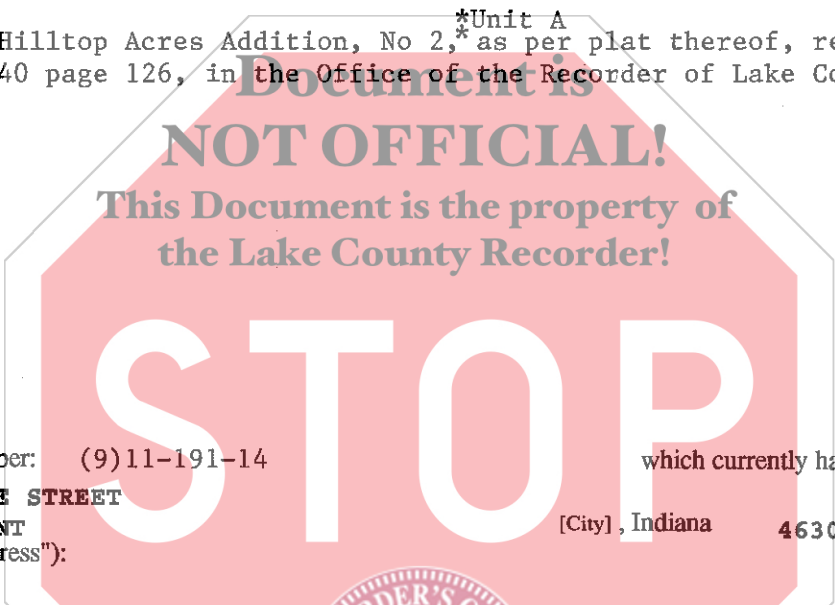 *Unit A
Hilltop Acres Addition, No 2,* as per plat thereof, re
40 page 126, in the Office of the Recorder of Lake Co
Document is
NOT OFFICIAL!
This Document is the property of
the Lake County Recorder!
STOP
(9)11-191-14 which currently ha
STREET
[City], Indiana 4630